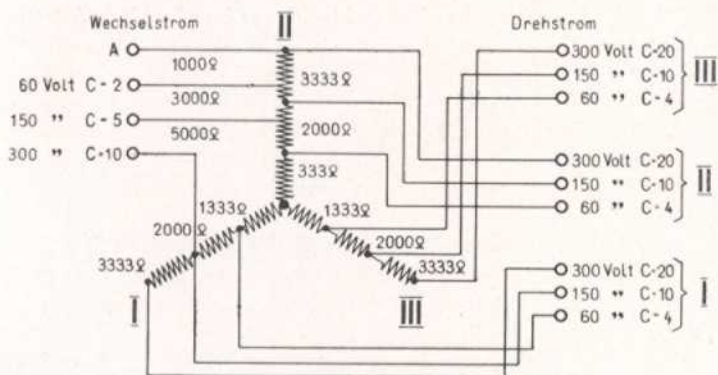 Wechselstrom
II
Drehstrom
A
1000Ω
60 Volt C-2
3000Ω
150 " C-5
5000Ω
300 " C-10
3333Ω
2000Ω
333Ω
1333Ω
2000Ω
3333Ω
I
1333Ω
2000Ω
3333Ω
III
300 Volt C-20
150 " C-10
60 " C-4
III
300 Volt C-20
150 " C-10
60 " C-4
II
300 Volt C-20
150 " C-10
60 " C-4
I